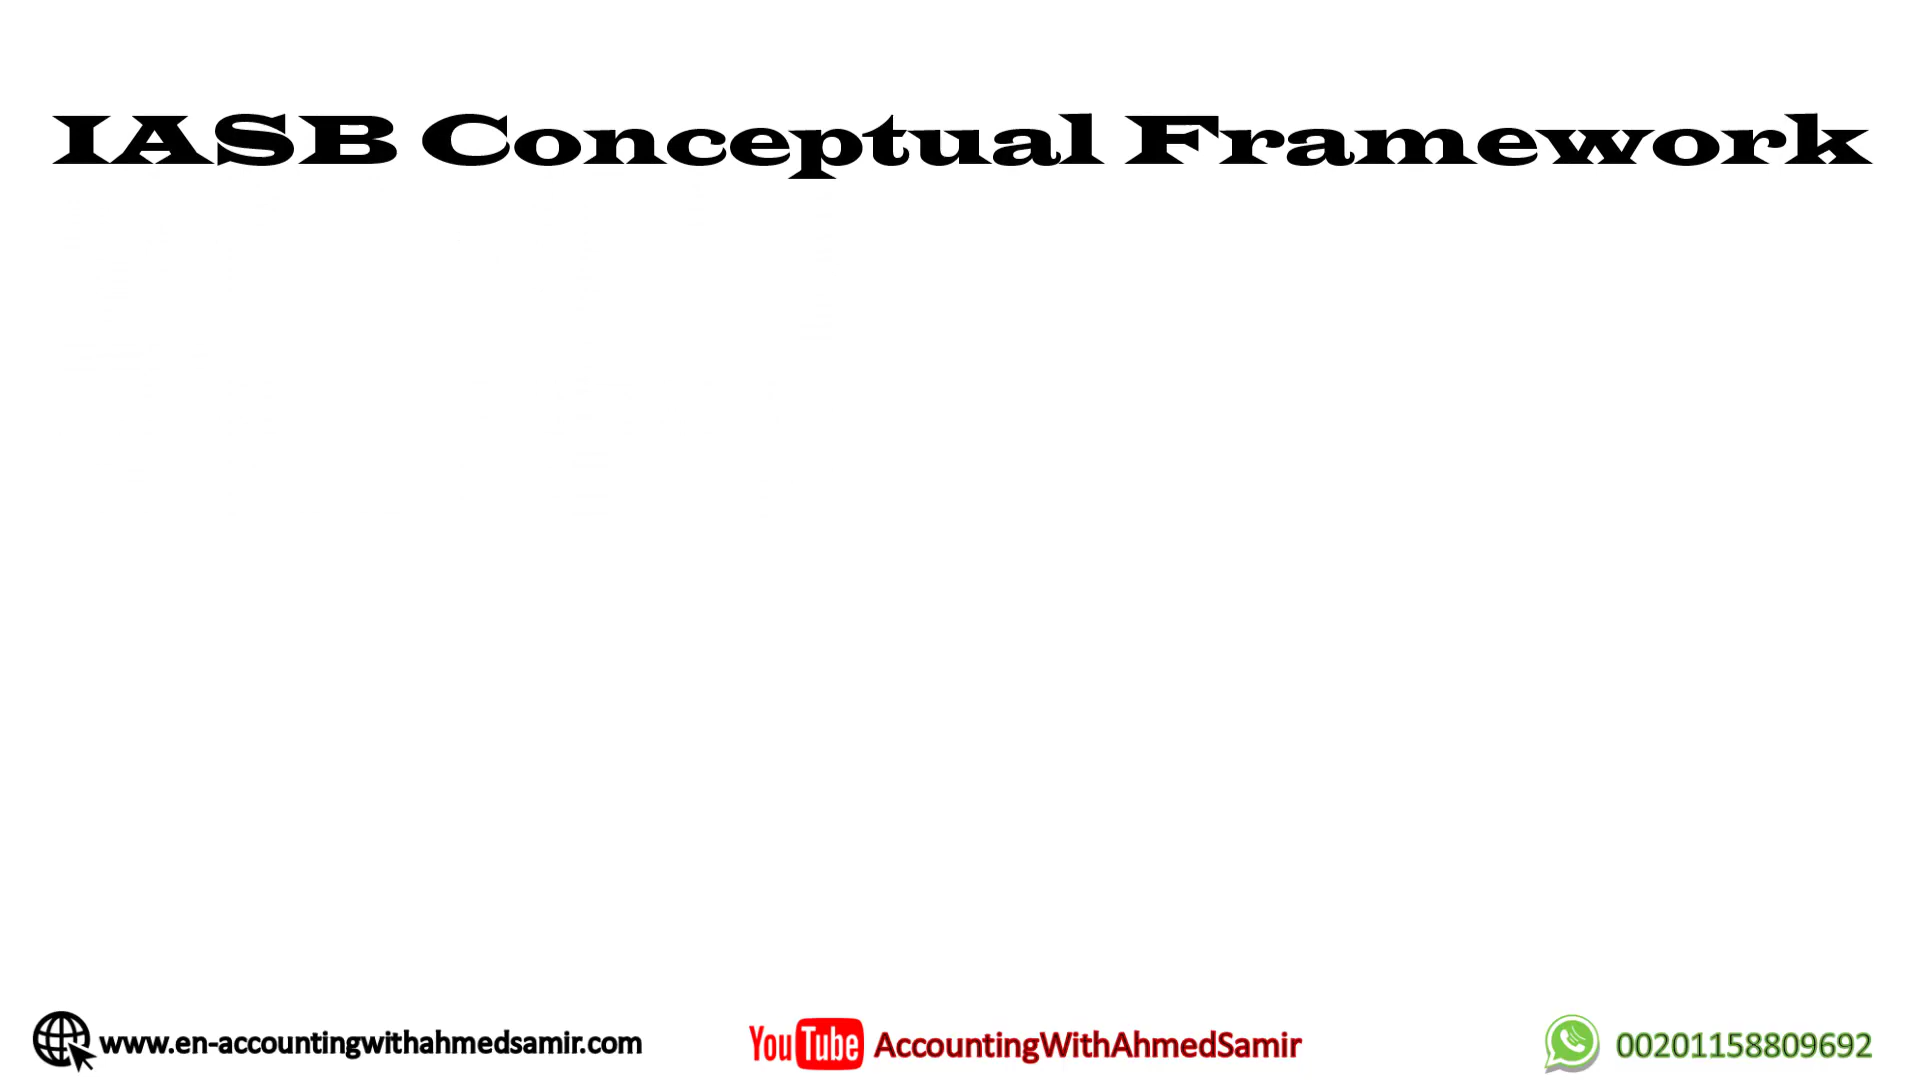 IASB Conceptual Framework
www.en-accountingwithahmedsamir.com
YouTube AccountingWithAhmedSamir
00201158809692